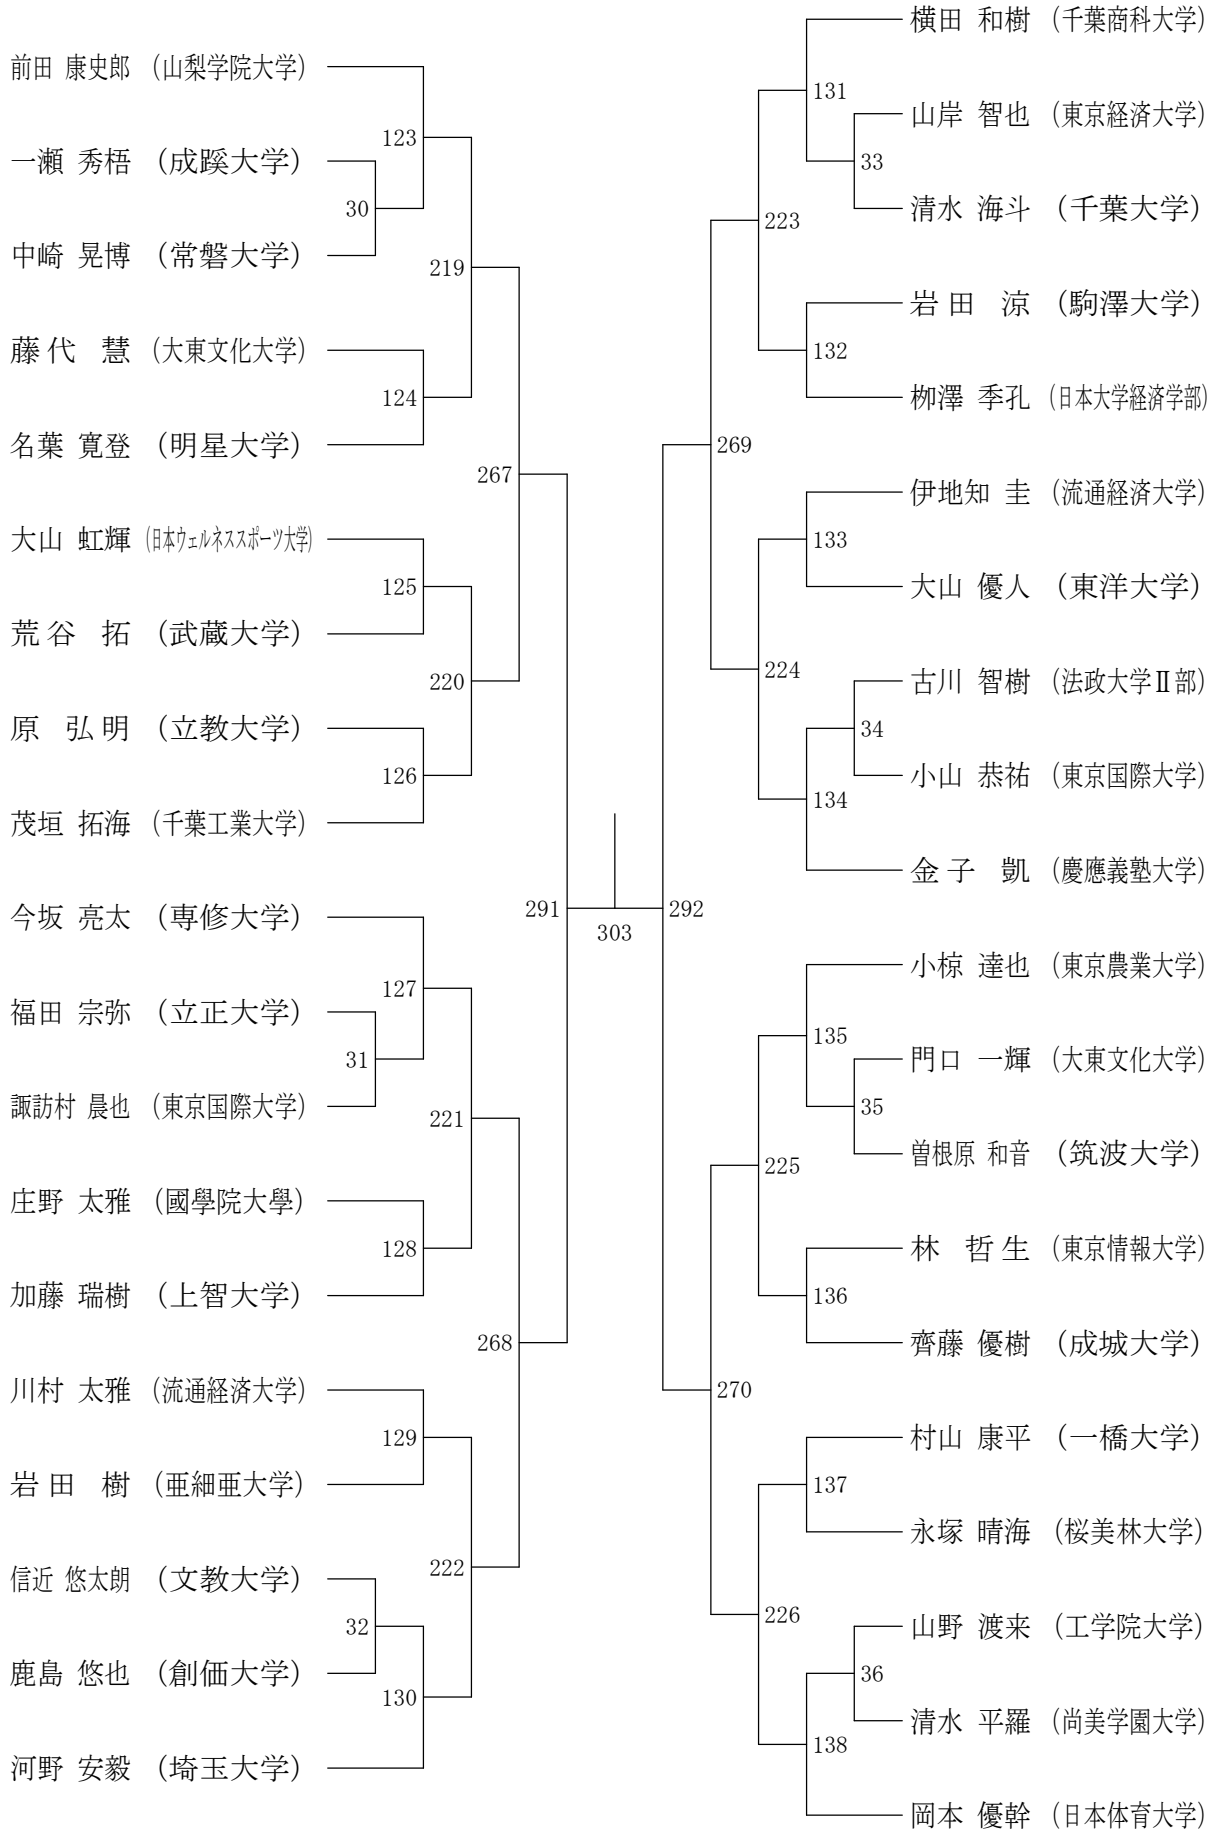 前田 康史郎 （山梨学院大学）
123
一瀬 秀梧 （成蹊大学）
30
中崎 晃博 （常磐大学）
219
藤代 慧 （大東文化大学）
124
名葉 寛登 （明星大学）
267
大山 虹輝 （日本ウェルネススポーツ大学）
125
荒谷 拓 （武蔵大学）
220
原 弘明 （立教大学）
126
茂垣 拓海 （千葉工業大学）
291
今坂 亮太 （専修大学）
127
福田 宗弥 （立正大学）
31
諏訪村 晨也 （東京国際大学）
221
庄野 太雅 （國學院大學）
128
加藤 瑞樹 （上智大学）
268
川村 太雅 （流通経済大学）
129
岩田 樹 （亜細亜大学）
222
信近 悠太朗 （文教大学）
32
鹿島 悠也 （創価大学）
130
河野 安毅 （埼玉大学）
303
横田 和樹 （千葉商科大学）
131
山岸 智也 （東京経済大学）
33
清水 海斗 （千葉大学）
223
岩田 涼 （駒澤大学）
132
栁澤 季孔 （日本大学経済学部）
269
伊地知 圭 （流通経済大学）
133
大山 優人 （東洋大学）
224
古川 智樹 （法政大学Ⅱ部）
34
小山 恭祐 （東京国際大学）
134
金子 凱 （慶應義塾大学）
292
小椋 達也 （東京農業大学）
135
門口 一輝 （大東文化大学）
35
曽根原 和音 （筑波大学）
225
林 哲生 （東京情報大学）
136
齊藤 優樹 （成城大学）
270
村山 康平 （一橋大学）
137
永塚 晴海 （桜美林大学）
226
山野 渡来 （工学院大学）
36
清水 平羅 （尚美学園大学）
138
岡本 優幹 （日本体育大学）